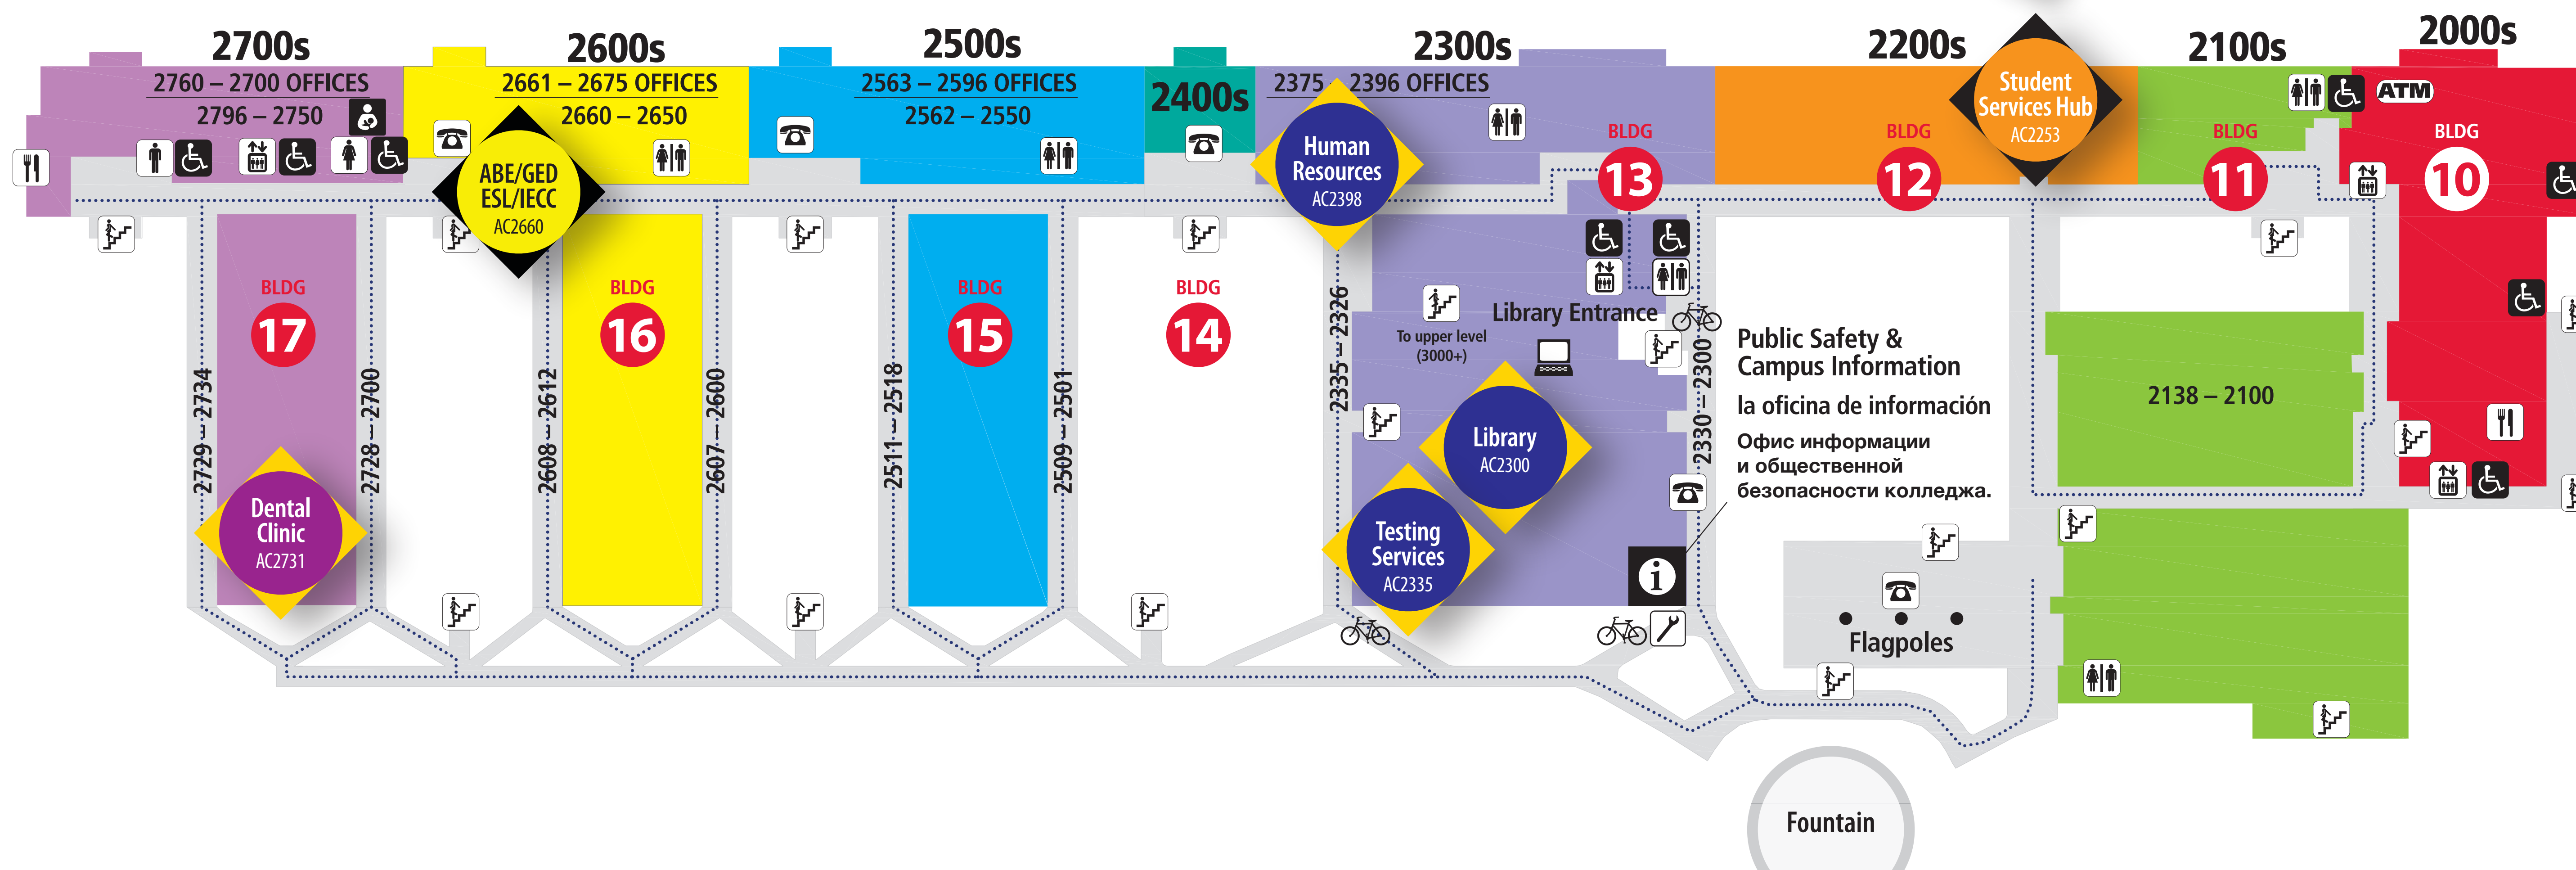 2700s
2760 – 2700 OFFICES
2796 – 2750
2600s
2661 – 2675 OFFICES
2660 – 2650
2500s
2563 – 2596 OFFICES
2562 – 2550
2400s
2300s
2375 – 2396 OFFICES
2200s
2100s
2000s
ATM
ABE/GED
ESL/IECC
AC2660
Human
Resources
AC2398
Student
Services Hub
AC2253
BLDG
13
BLDG
12
BLDG
11
BLDG
10
BLDG
17
BLDG
16
BLDG
15
BLDG
14
2729 – 2734
2728 – 2700
2608 – 2612
2607 – 2600
2511 – 2518
2509 – 2501
2335 – 2326
2330 – 2300
Library Entrance
To upper level
(3000+)
Library
AC2300
Testing
Services
AC2335
Dental
Clinic
AC2731
i
Public Safety &
Campus Information
la oficina de información
Офис информации
и общественной
безопасности колледжа.
2138 – 2100
Flagpoles
Fountain